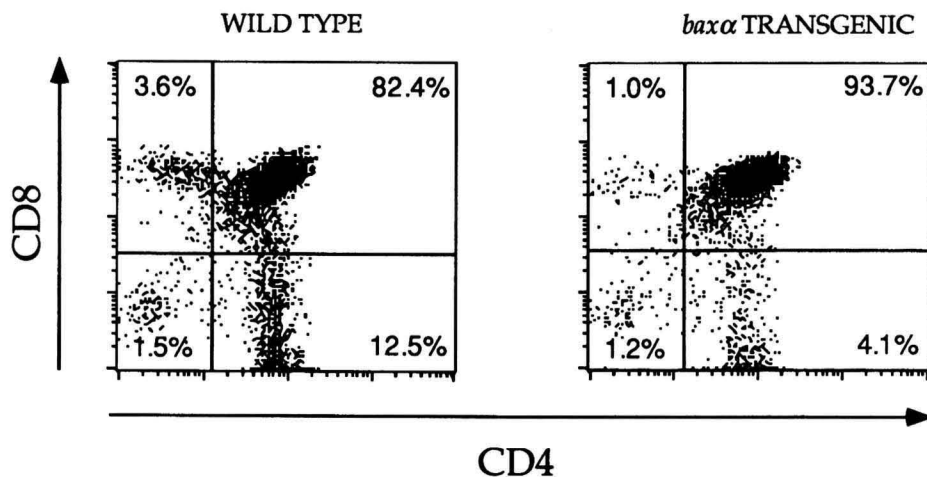 WILD TYPE
baxα TRANSGENIC
CD8
3.6%
82.4%
1.5%
12.5%
1.0%
93.7%
1.2%
4.1%
CD4